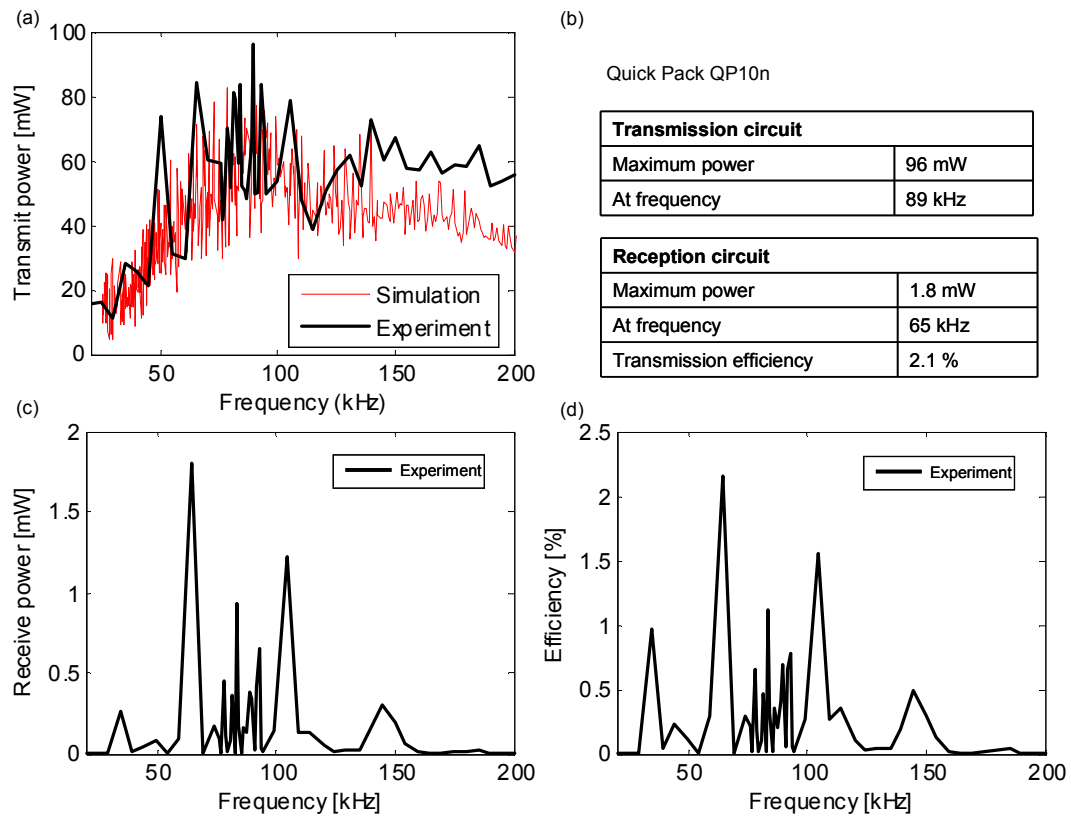 (a)
Transmit power [mW]
100
80
60
40
20
0
50
100
150
200
Frequency (kHz)
Simulation
Experiment
(b)
Quick Pack QP10n
Transmission circuit
Maximum power 96 mW
At frequency 89 kHz
Reception circuit
Maximum power 1.8 mW
At frequency 65 kHz
Transmission efficiency 2.1 %
(c)
Receive power [mW]
2
1.5
1
0.5
0
50
100
150
200
Frequency [kHz]
Experiment
(d)
Efficiency [%]
2.5
2
1.5
1
0.5
0
50
100
150
200
Frequency [kHz]
Experiment